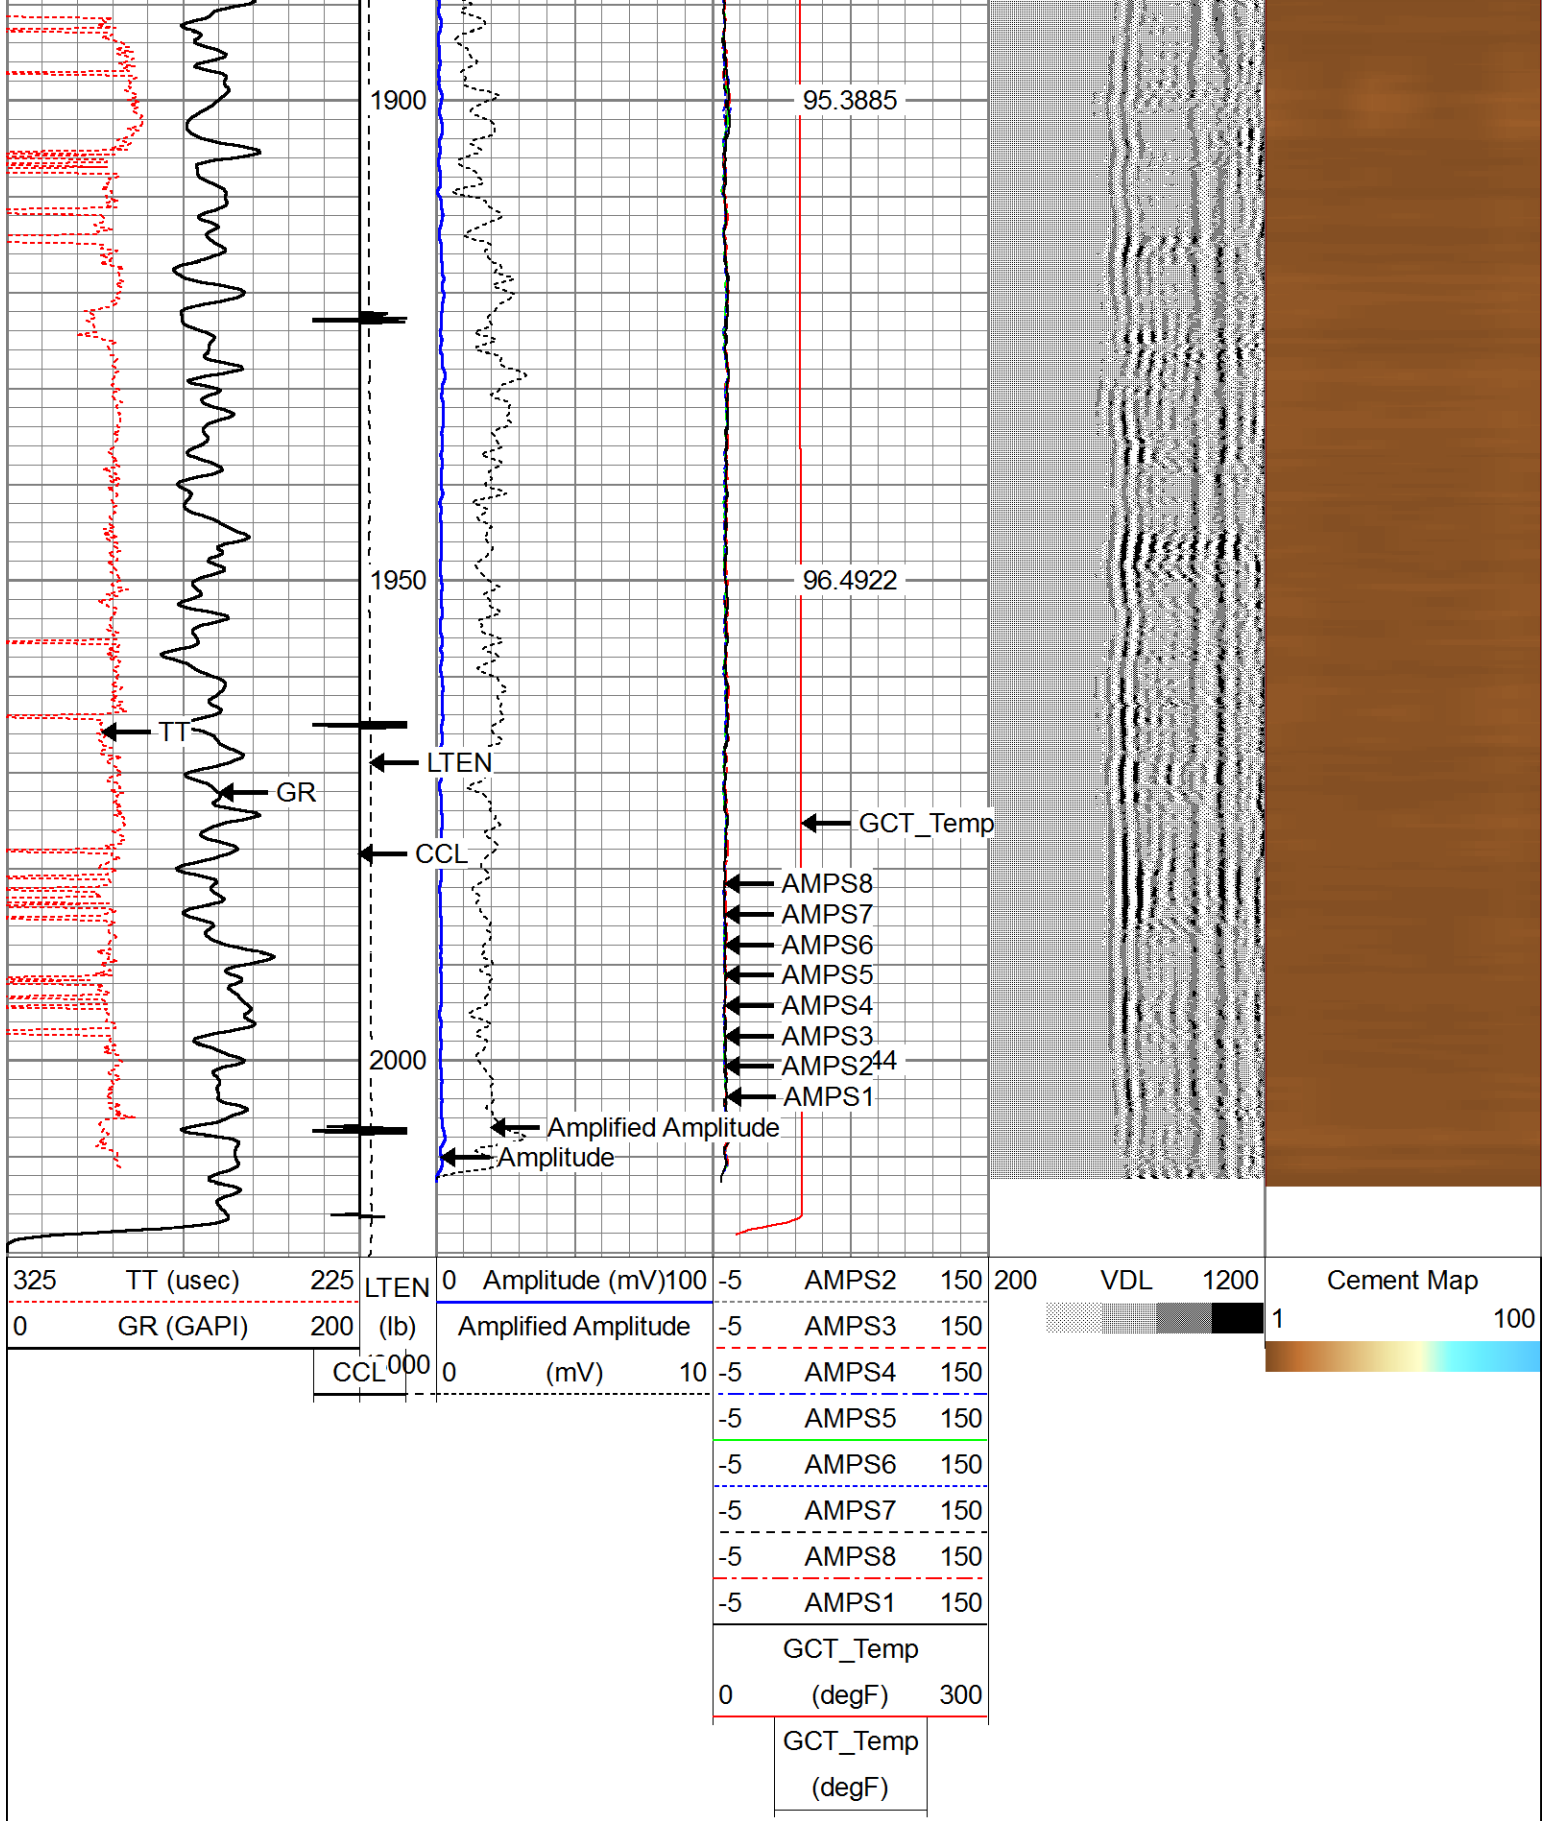 1900
95.3885
1950
96.4922
TT
LTEN
GR
GCT_Temp
CCL
AMPS8
AMPS7
AMPS6
AMPS5
AMPS4
AMPS3
2000
AMPS2 44
AMPS1
Amplified Amplitude
Amplitude
325 TT (usec) 225
0 GR (GAPI) 200
CCL
LTEN
(lb)
000
0 Amplitude (mV) 100
Amplified Amplitude
0 (mV) 10
-5 AMPS2 150
-5 AMPS3 150
-5 AMPS4 150
-5 AMPS5 150
-5 AMPS6 150
-5 AMPS7 150
-5 AMPS8 150
-5 AMPS1 150
GCT_Temp
0 (degF) 300
GCT_Temp
(degF)
200 VDL 1200
Cement Map
1 100